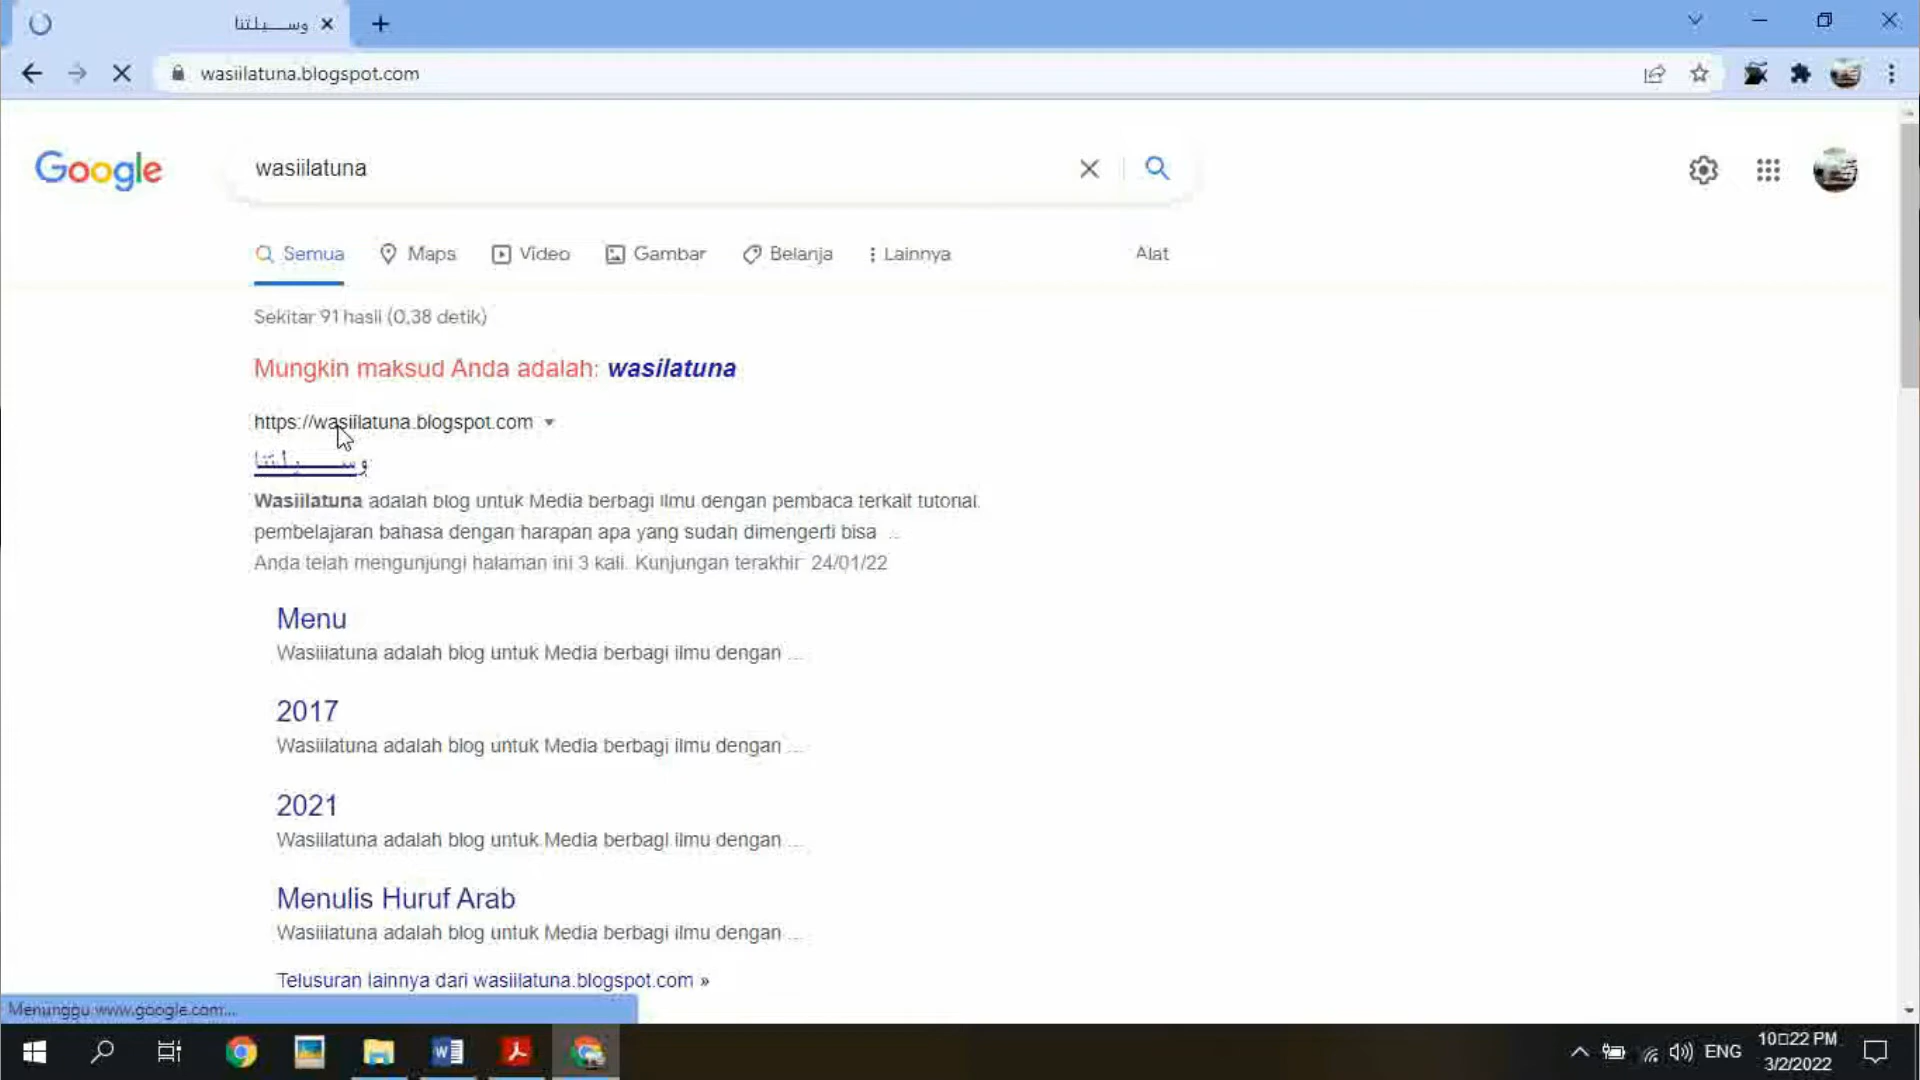 وســـيلتنا
wasiilatuna.blogspot.com
Google
wasiilatuna
Semua
Maps
Video
Gambar
Belanja
Lainnya
Alat
Sekitar 91 hasil (0,38 detik)
Mungkin maksud Anda adalah: wasilatuna
https://wasiilatuna.blogspot.com
وســـيلتنا
Wasiilatuna adalah blog untuk Media berbagi ilmu dengan pembaca terkait tutorial.
pembelajaran bahasa dengan harapan apa yang sudah dimengerti bisa ...
Anda telah mengunjungi halaman ini 3 kali. Kunjungan terakhir: 24/01/22
Menu
Wasiilatuna adalah blog untuk Media berbagi ilmu dengan ...
2017
Wasiilatuna adalah blog untuk Media berbagi ilmu dengan ...
2021
Wasiilatuna adalah blog untuk Media berbagi ilmu dengan ...
Menulis Huruf Arab
Wasiilatuna adalah blog untuk Media berbagi ilmu dengan ...
Telusuran lainnya dari wasiilatuna.blogspot.com »
Menunggu www.google.com...
ENG
10□22 PM
3/2/2022